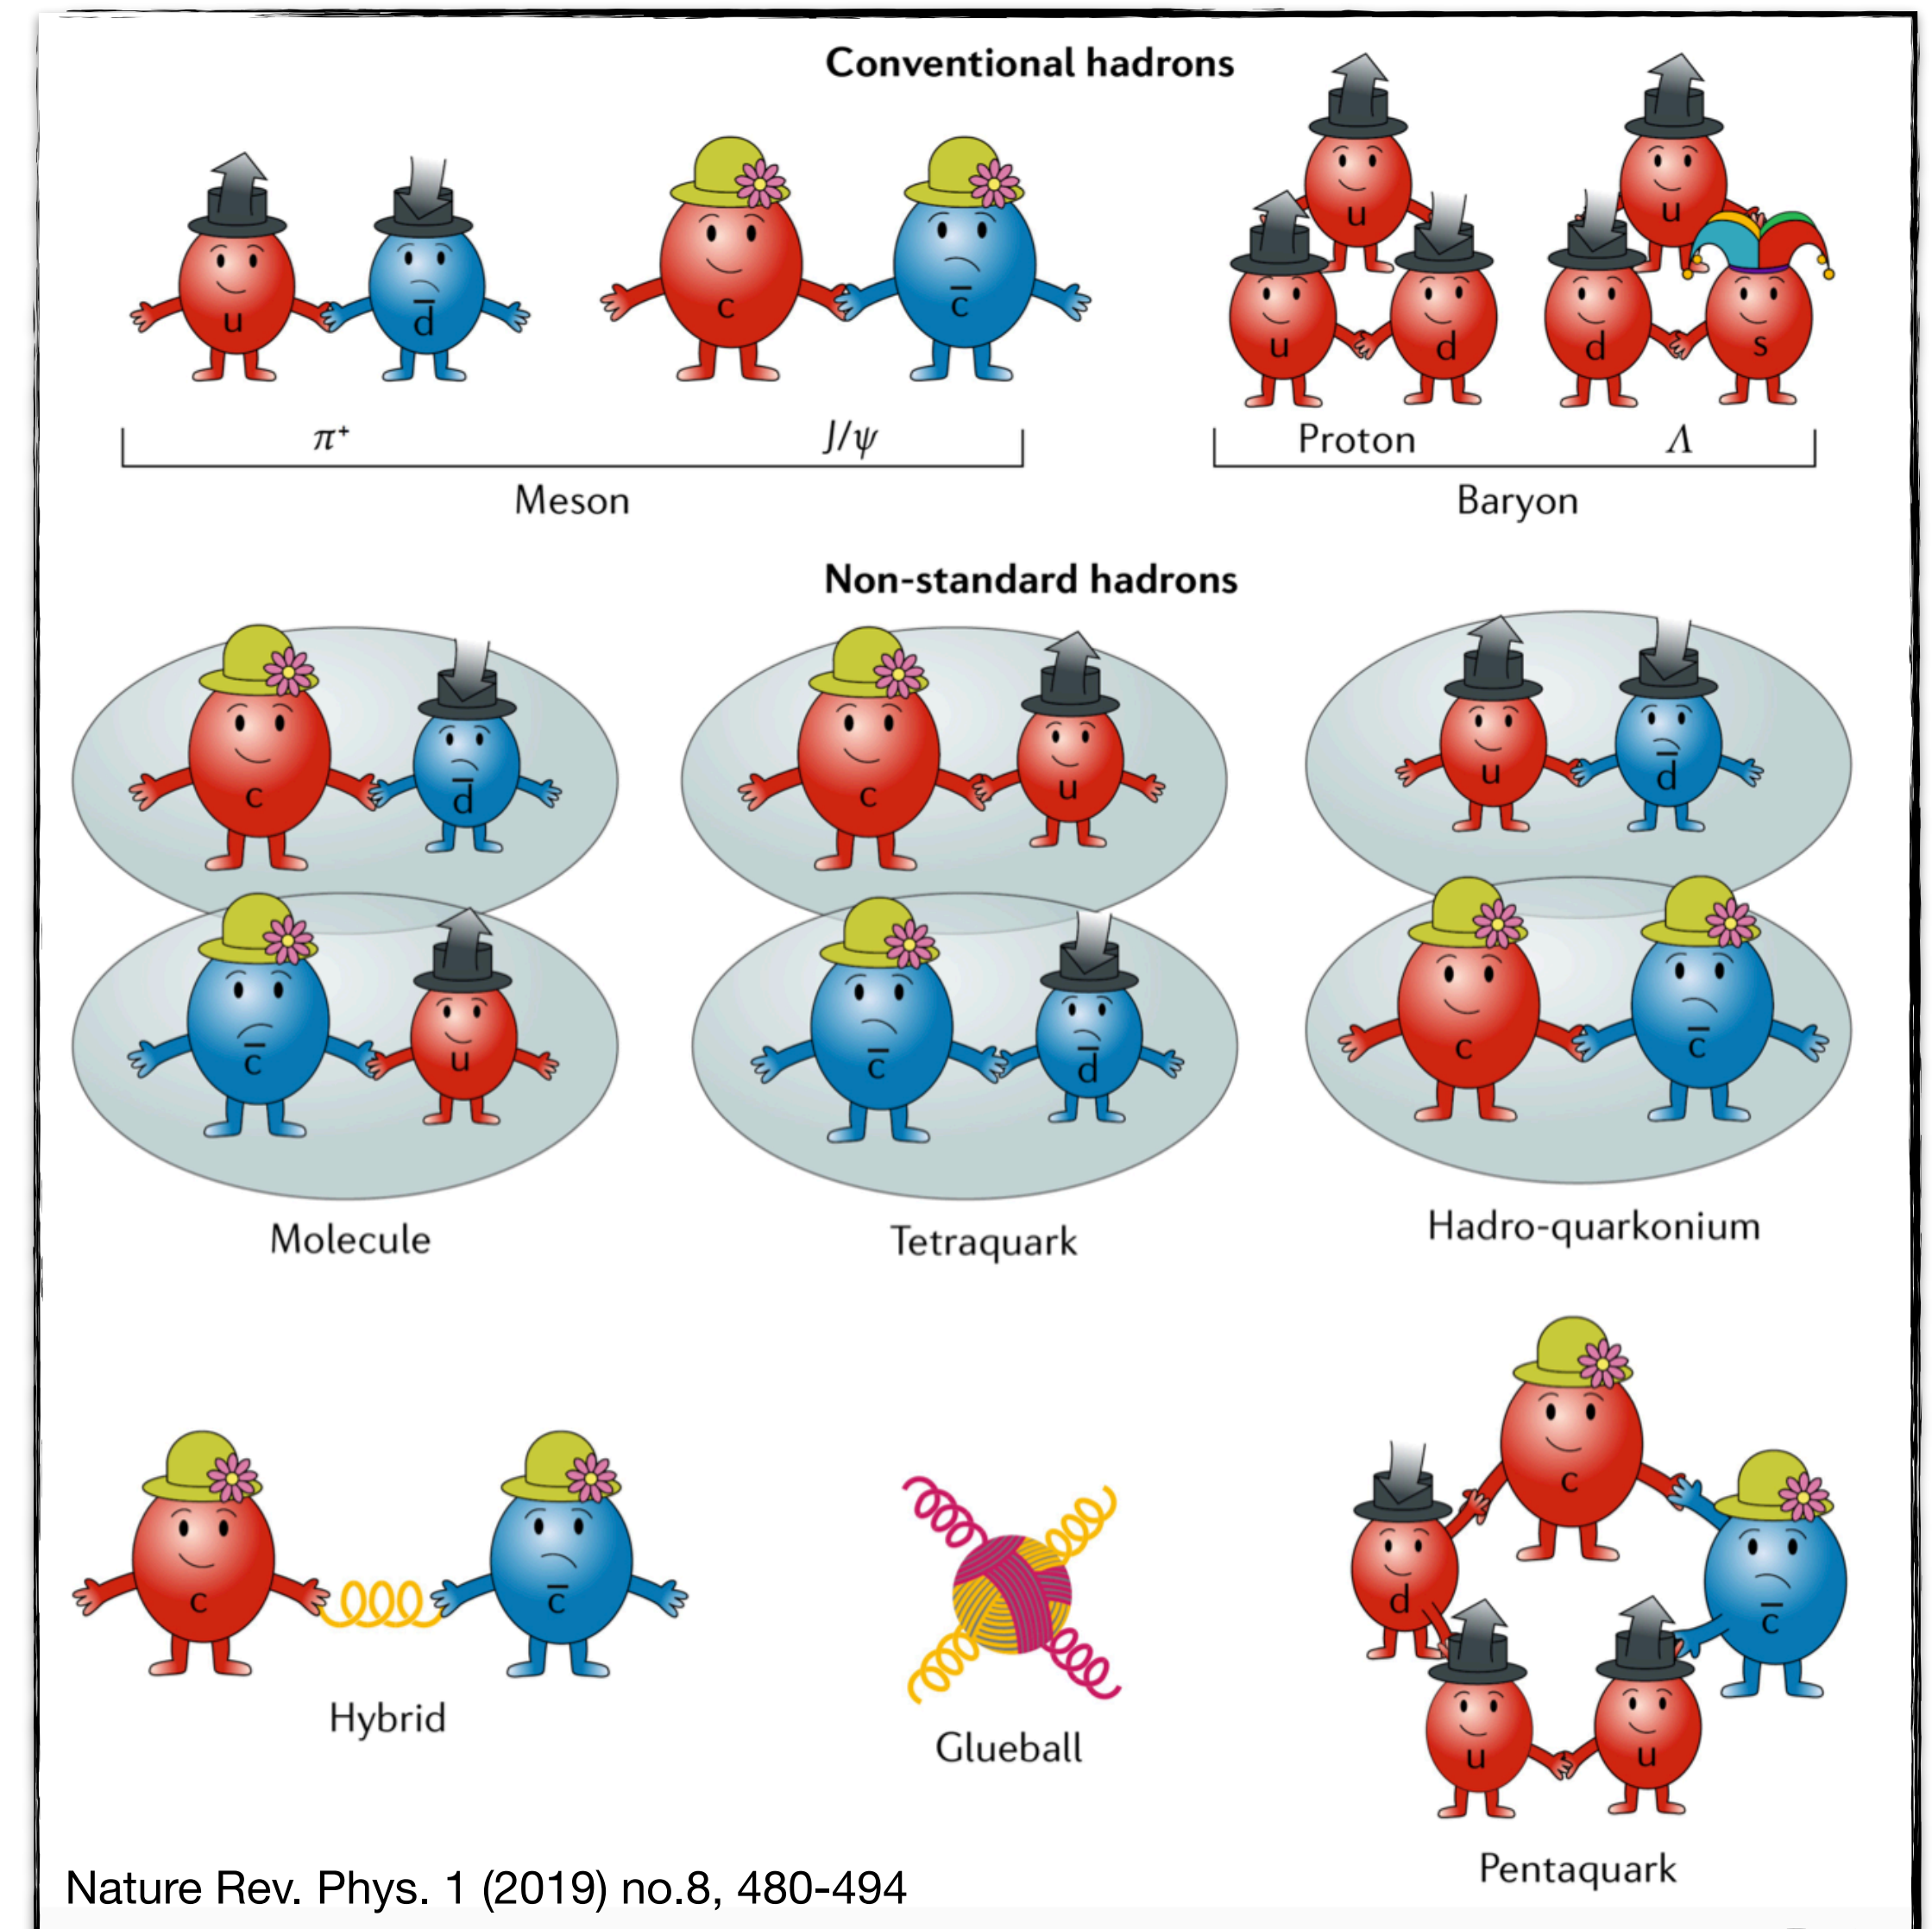 Conventional hadrons
u
d̅
c
c̅
u
u
d
u
d
s
π⁺
J/ψ
Proton
Λ
Meson
Baryon
Non-standard hadrons
c
d̅
c
u
u
d̅
c̅
u
c̅
d̅
c
c̅
Molecule
Tetraquark
Hadro-quarkonium
c
c̅
c
d
c̅
u
u
Hybrid
Glueball
Pentaquark
Nature Rev. Phys. 1 (2019) no.8, 480-494